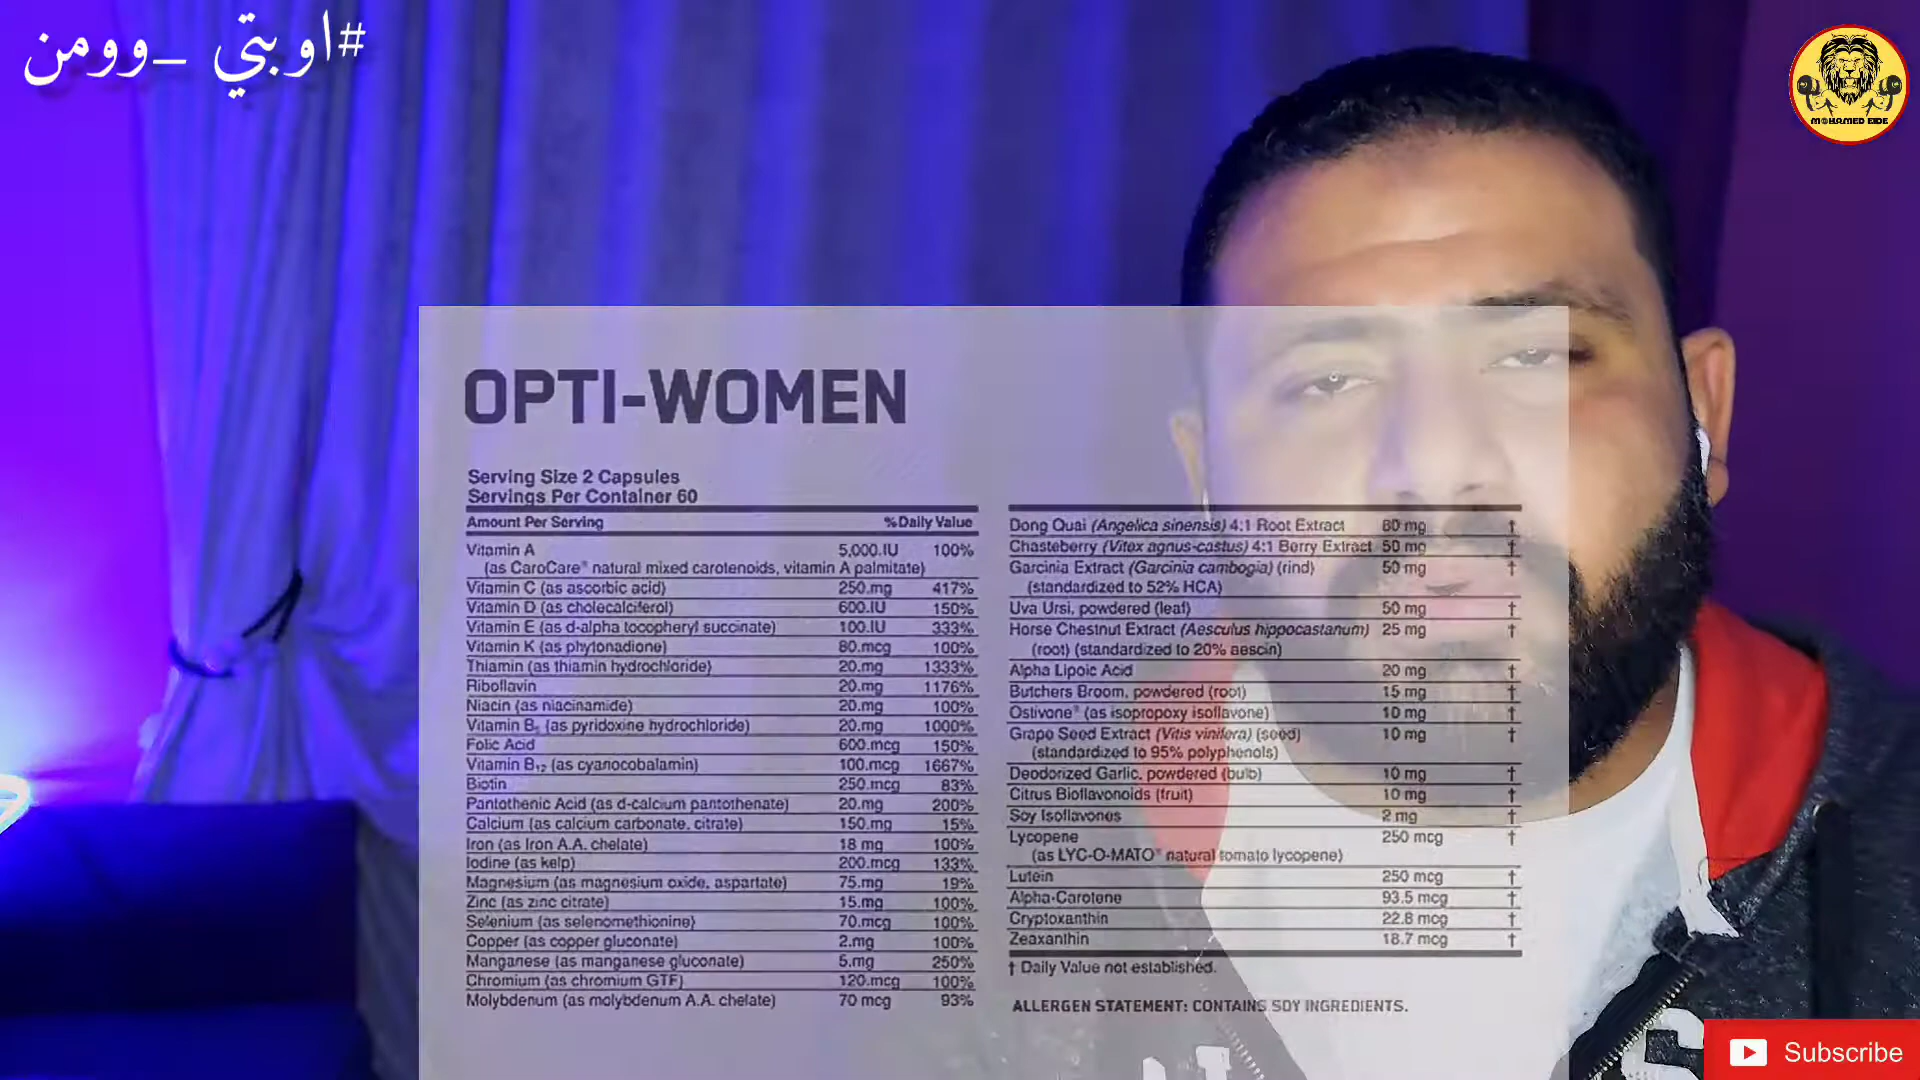 #اوبتي _وومن
MOHAMED EIDE
OPTI-WOMEN
Serving Size 2 Capsules
Servings Per Container 60
Amount Per Serving %Daily Value
Vitamin A 5,000.IU 100%
(as CaroCare® natural mixed carotenoids, vitamin A palmitate)
Vitamin C (as ascorbic acid) 250.mg 417%
Vitamin D (as cholecalciferol) 600.IU 150%
Vitamin E (as d-alpha tocopheryl succinate) 100.IU 333%
Vitamin K (as phytonadione) 80.mcg 100%
Thiamin (as thiamin hydrochloride) 20.mg 1333%
Riboflavin 20.mg 1176%
Niacin (as niacinamide) 20.mg 100%
Vitamin B₆ (as pyridoxine hydrochloride) 20.mg 1000%
Folic Acid 600.mcg 150%
Vitamin B₁₂ (as cyanocobalamin) 100.mcg 1667%
Biotin 250.mcg 83%
Pantothenic Acid (as d-calcium pantothenate) 20.mg 200%
Calcium (as calcium carbonate, citrate) 150.mg 15%
Iron (as Iron A.A. chelate) 18 mg 100%
Iodine (as kelp) 200.mcg 133%
Magnesium (as magnesium oxide, aspartate) 75.mg 19%
Zinc (as zinc citrate) 15.mg 100%
Selenium (as selenomethionine) 70.mcg 100%
Copper (as copper gluconate) 2.mg 100%
Manganese (as manganese gluconate) 5.mg 250%
Chromium (as chromium GTF) 120.mcg 100%
Molybdenum (as molybdenum A.A. chelate) 70 mcg 93%
Dong Quai (Angelica sinensis) 4:1 Root Extract 80 mg †
Chasteberry (Vitex agnus-castus) 4:1 Berry Extract 50 mg †
Garcinia Extract (Garcinia cambogia) (rind) 50 mg †
(standardized to 52% HCA)
Uva Ursi, powdered (leaf) 50 mg †
Horse Chestnut Extract (Aesculus hippocastanum) 25 mg †
(root) (standardized to 20% aescin)
Alpha Lipoic Acid 20 mg †
Butchers Broom, powdered (root) 15 mg †
Ostivone® (as isopropoxy isoflavone) 10 mg †
Grape Seed Extract (Vitis vinifera) (seed) 10 mg †
(standardized to 95% polyphenols)
Deodorized Garlic, powdered (bulb) 10 mg †
Citrus Bioflavonoids (fruit) 10 mg †
Soy Isoflavones 2 mg †
Lycopene 250 mcg †
(as LYC-O-MATO® natural tomato lycopene)
Lutein 250 mcg †
Alpha-Carotene 93.5 mcg †
Cryptoxanthin 22.8 mcg †
Zeaxanthin 18.7 mcg †
† Daily Value not established.
ALLERGEN STATEMENT: CONTAINS SOY INGREDIENTS.
Subscribe